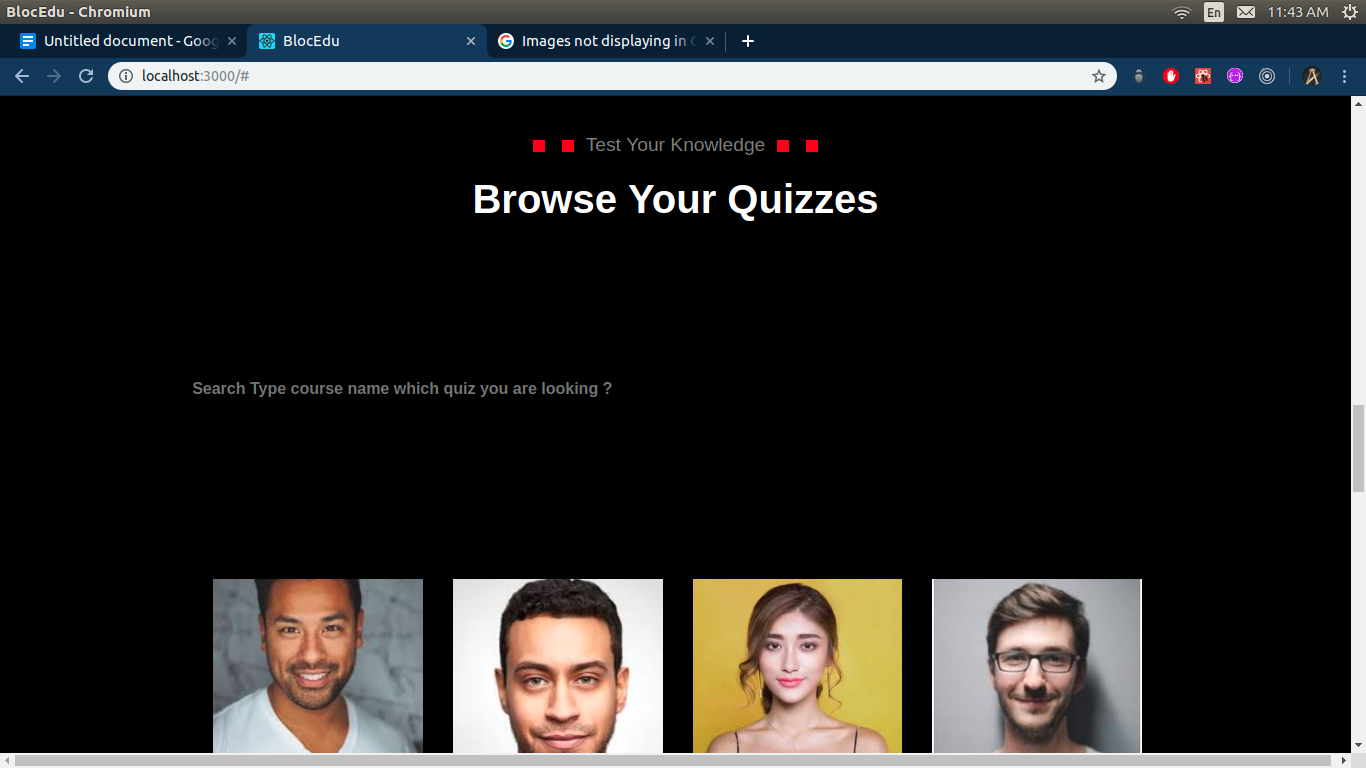 BlocEdu - Chromium
En
11:43 AM
Untitled document - Goog
BlocEdu
Images not displaying in
localhost:3000/#
Test Your Knowledge
Browse Your Quizzes
Search Type course name which quiz you are looking ?